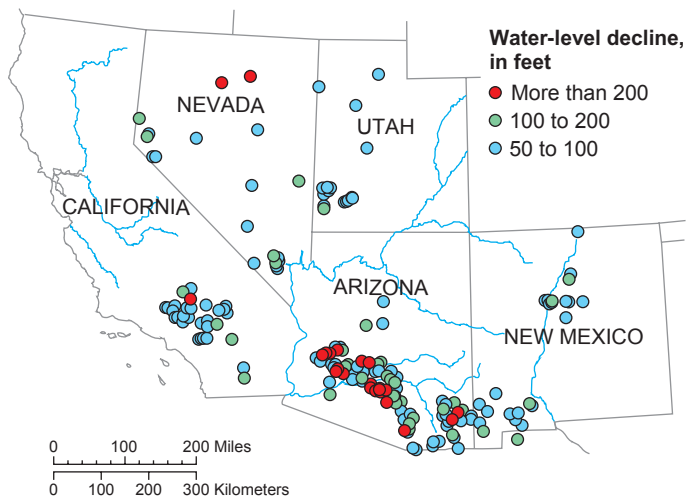 Water-level decline,
in feet
More than 200
100 to 200
50 to 100
NEVADA
UTAH
CALIFORNIA
ARIZONA
NEW MEXICO
0 100 200 Miles
0 100 200 300 Kilometers